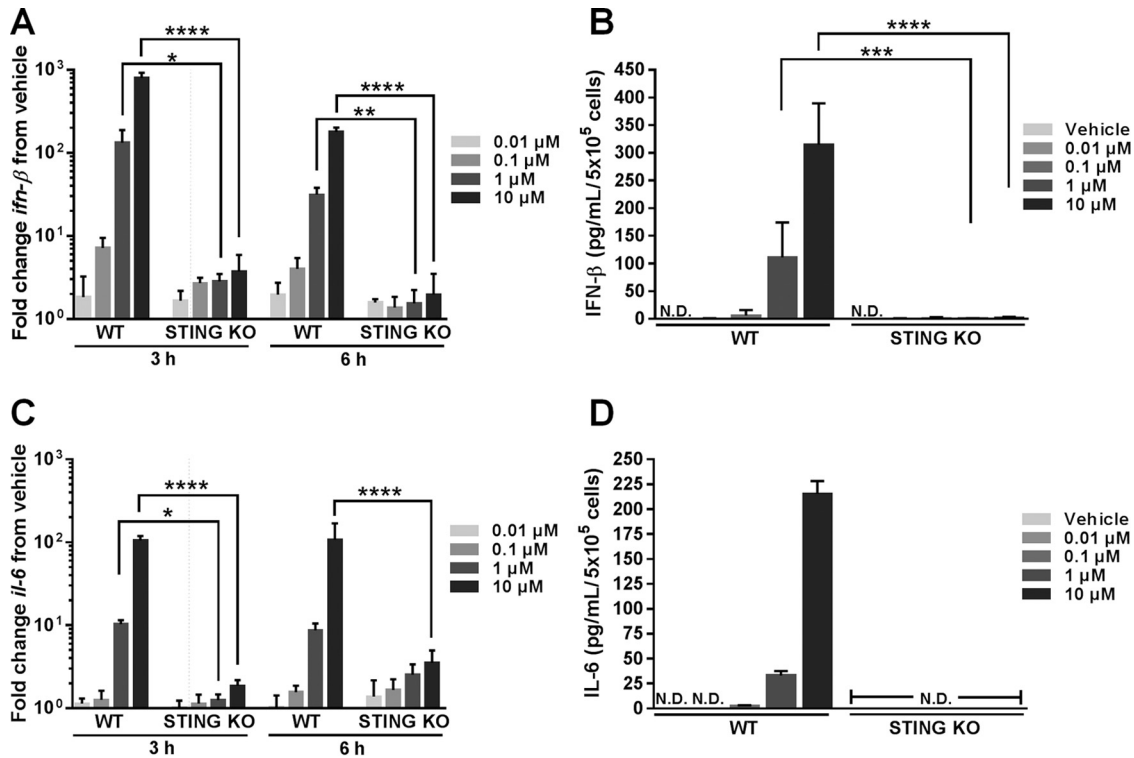 A
Fold change ifn-β from vehicle
10³
10²
10¹
10⁰
****
*
****
**
WT STING KO WT STING KO
3 h 6 h
0.01 µM
0.1 µM
1 µM
10 µM
B
IFN-β (pg/mL/ 5x10⁵ cells)
450
400
350
300
250
200
150
100
50
0
****
***
N.D. N.D.
WT STING KO
Vehicle
0.01 µM
0.1 µM
1 µM
10 µM
C
Fold change il-6 from vehicle
10³
10²
10¹
10⁰
****
*
****
WT STING KO WT STING KO
3 h 6 h
0.01 µM
0.1 µM
1 µM
10 µM
D
IL-6 (pg/mL/ 5x10⁵ cells)
250
225
200
175
150
125
100
75
50
25
0
N.D. N.D. N.D.
WT STING KO
Vehicle
0.01 µM
0.1 µM
1 µM
10 µM